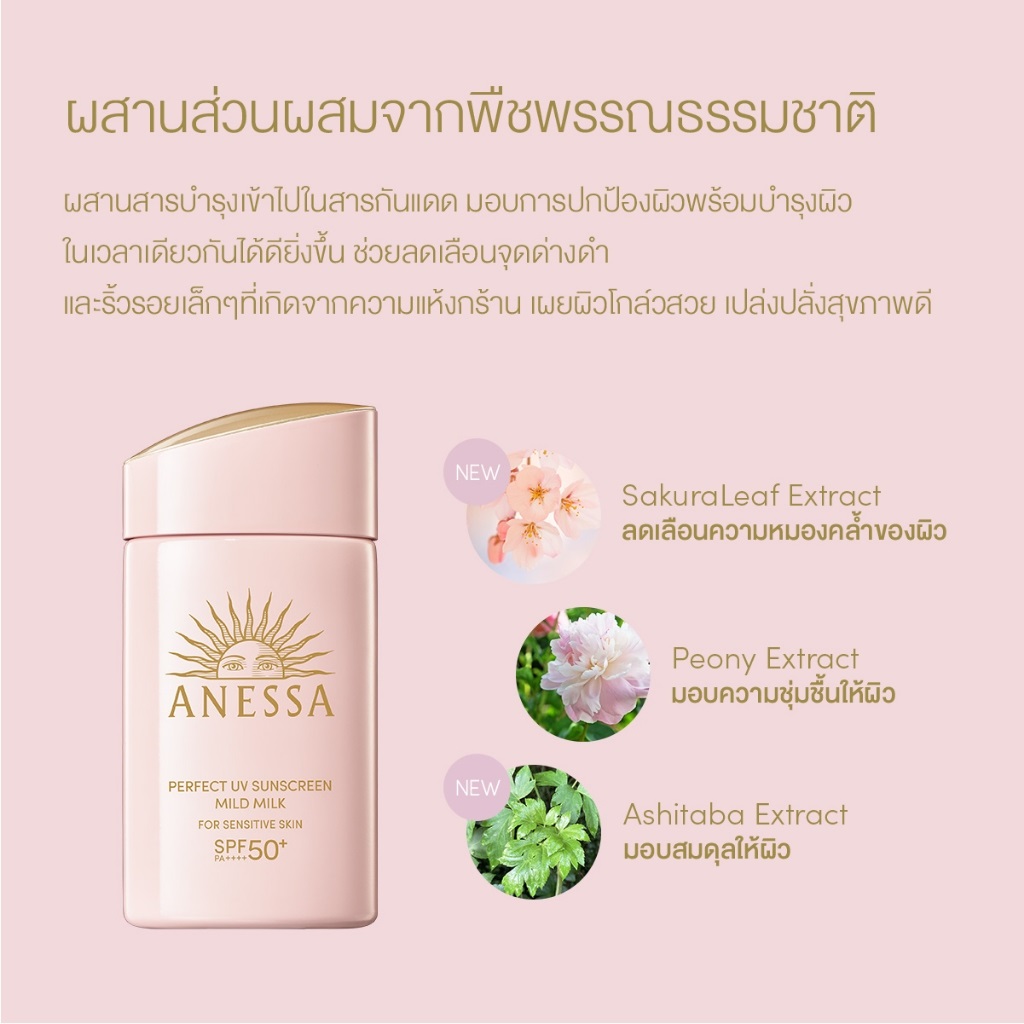 ผสานส่วนผสมจากพืชพรรณธรรมชาติ
ผสานสารบำรุงเข้าไปในสารกันแดด มอบการปกป้องผิวพร้อมบำรุงผิว
ในเวลาเดียวกันได้ดียิ่งขึ้น ช่วยลดเลือนจุดด่างดำ
และริ้วรอยเล็กๆที่เกิดจากความแห้งกร้าน เผยผิวโกล์วสวย เปล่งปลั่งสุขภาพดี
NEW
SakuraLeaf Extract
ลดเลือนความหมองคล้ำของผิว
Peony Extract
มอบความชุ่มชื้นให้ผิว
NEW
Ashitaba Extract
มอบสมดุลให้ผิว
ANESSA
PERFECT UV SUNSCREEN
MILD MILK
FOR SENSITIVE SKIN
SPF50+
PA++++